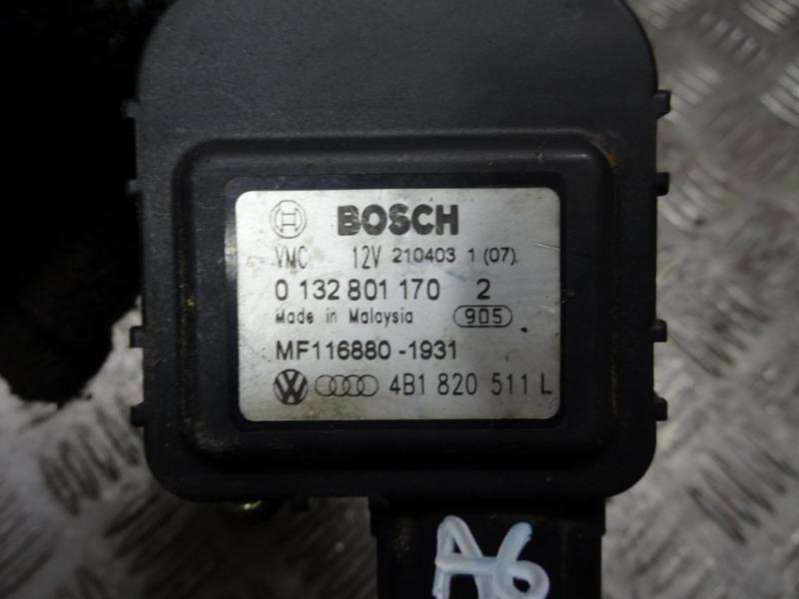 BOSCH
VMC 12V 210403 1 (07)
0 132 801 170 2
Made in Malaysia 905
MF116880 -1931
VW 4B1 820 511 L
A6